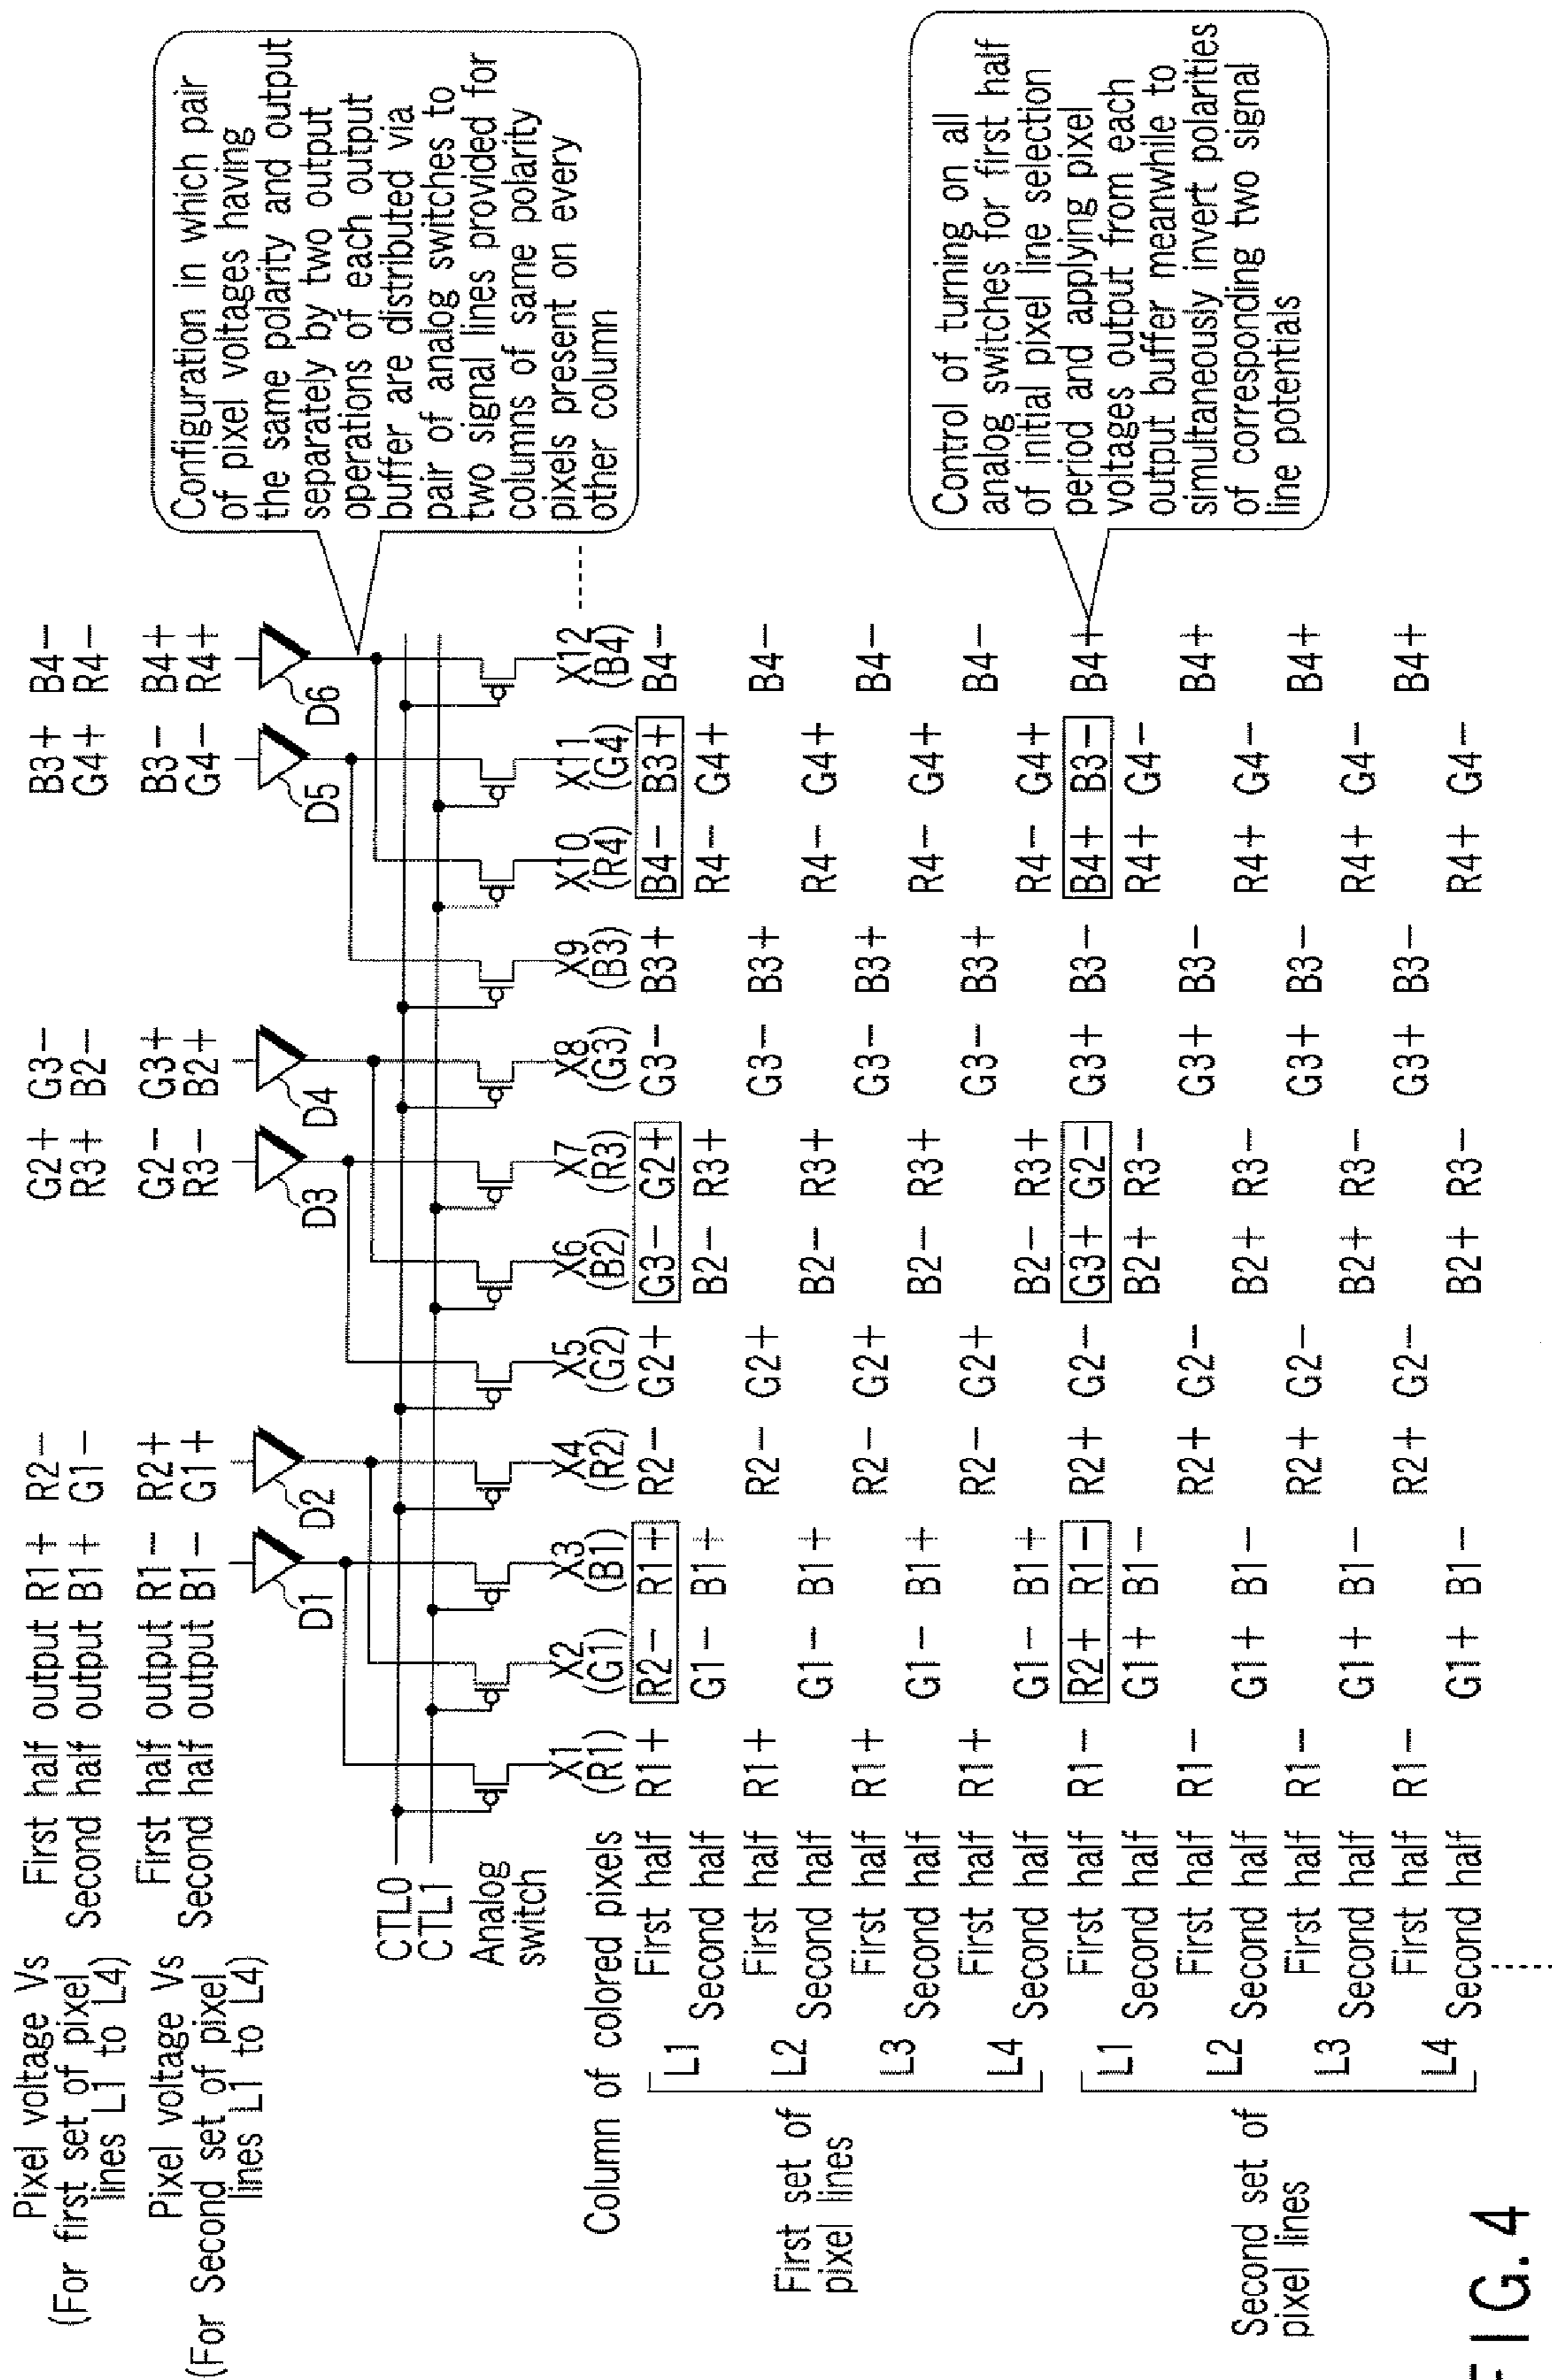 Pixel voltage Vs
(For first set of pixel
lines L1 to L4)
First half output R1+ R2- G2+ G3- B3+ B4-
Second half output B1+ G1- R3+ B2- G4+ R4-
Pixel voltage Vs
(For Second set of pixel
lines L1 to L4)
First half output R1- R2+ G2- G3+ B3- B4+
Second half output B1- G1+ R3- B2+ G4- R4+
D1 D2 D3 D4 D5 D6
CTL0
CTL1
Analog
switch
X1 X2 X3 X4 X5 X6 X7 X8 X9 X10 X11 X12
Column of colored pixels (R1) (G1) (B1) (R2) (G2) (B2) (R3) (G3) (B3) (R4) (G4) (B4)
First set of
pixel lines
L1 First half R1+ R2- R1+ R2- G2+ G3- G2+ G3- B3+ B4- B3+ B4-
Second half G1- B1+ B2- R3+ R4- G4+
L2 First half R1+ R2- G2+ G3- B3+ B4-
Second half G1- B1+ B2- R3+ R4- G4+
L3 First half R1+ R2- G2+ G3- B3+ B4-
Second half G1- B1+ B2- R3+ R4- G4+
L4 First half R1+ R2- G2+ G3- B3+ B4-
Second half G1- B1+ B2- R3+ R4- G4+
Second set of
pixel lines
L1 First half R1- R2+ R1- R2+ G2- G3+ G2- G3+ B3- B4+ B3- B4+
Second half G1+ B1- B2+ R3- R4+ G4-
L2 First half R1- R2+ G2- G3+ B3- B4+
Second half G1+ B1- B2+ R3- R4+ G4-
L3 First half R1- R2+ G2- G3+ B3- B4+
Second half G1+ B1- B2+ R3- R4+ G4-
L4 First half R1- R2+ G2- G3+ B3- B4+
Second half G1+ B1- B2+ R3- R4+ G4-
Configuration in which pair
of pixel voltages having
the same polarity and output
separately by two output
operations of each output
buffer are distributed via
pair of analog switches to
two signal lines provided for
columns of same polarity
pixels present on every
other column
Control of turning on all
analog switches for first half
of initial pixel line selection
period and applying pixel
voltages output from each
output buffer meanwhile to
simultaneously invert polarities
of corresponding two signal
line potentials
FIG. 4